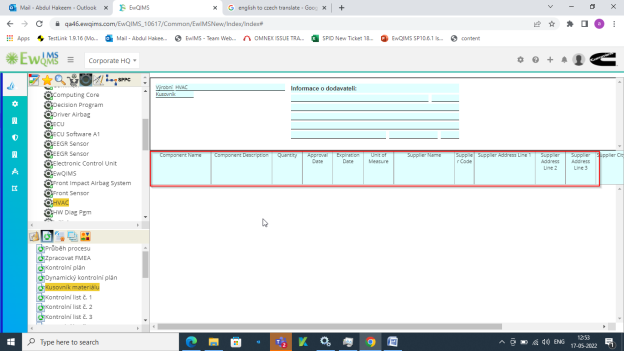 Mail - Abdul Hakeem - Outlook
EwQIMS
english to czech translate - Goo
qa46.ewqims.com/EwQIMS_10617/Common/EwIMSNew/Index/Index#
Apps
TestLink 1.9.16 (Mo...
Mail - Abdul Hakee...
EwIMS - Team Web...
OMNEX ISSUE TRA...
SPID New Ticket 18...
EwQIMS SP10.6.1 Is...
content
EwIMS
QMS
Corporate HQ
Cummins
SFPC
Computing Core
Decision Program
Driver Airbag
ECU
ECU Software A1
EEGR Sensor
EEGR Sensor
Electronic Control Unit
EwQIMS
Front Impact Airbag System
Front Sensor
HVAC
HW Diag Pgm
Průběh procesu
Zpracovat FMEA
Kontrolní plán
Dynamický kontrolní plán
Kusovník materiálu
Kontrolní list č. 1
Kontrolní list č. 2
Kontrolní list č. 3
Výrobní HVAC
Kusovník
Informace o dodavateli:
Component Name
Component Description
Quantity
Approval Date
Expiration Date
Unit of Measure
Supplier Name
Supplier Code
Supplier Address Line 1
Supplier Address Line 2
Supplier Address Line 3
Type here to search
ENG
12:53
17-05-2022